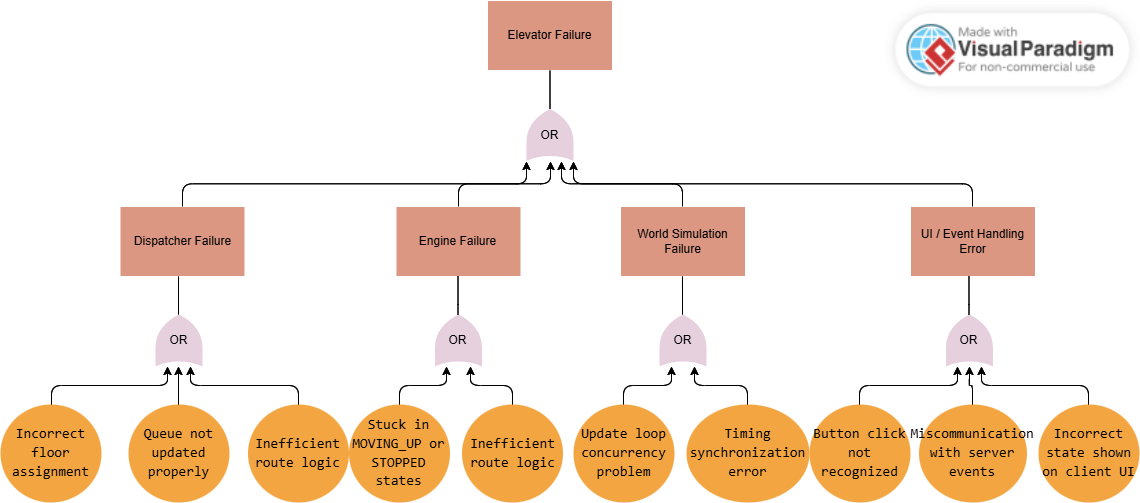 Elevator Failure
Made with
Visual Paradigm
For non-commercial use
OR
Dispatcher Failure
Engine Failure
World Simulation
Failure
UI / Event Handling
Error
OR
OR
OR
OR
Incorrect
floor
assignment
Queue not
updated
properly
Inefficient
route logic
Stuck in
MOVING_UP or
STOPPED
states
Inefficient
route logic
Update loop
concurrency
problem
Timing
synchronization
error
Button click
not
recognized
Miscommunication
with server
events
Incorrect
state shown
on client UI